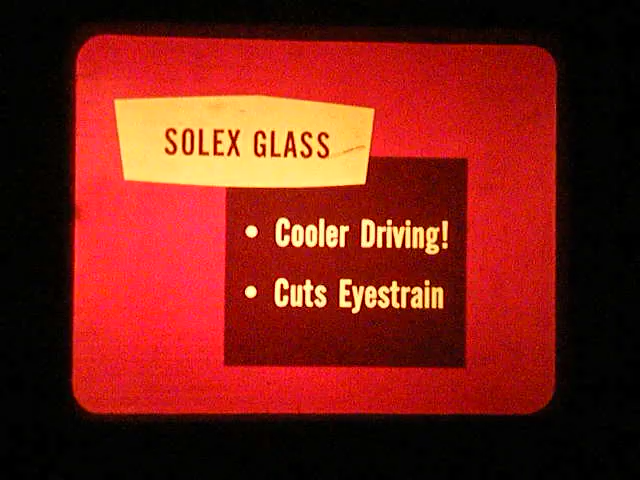 SOLEX GLASS
• Cooler Driving!
• Cuts Eyestrain